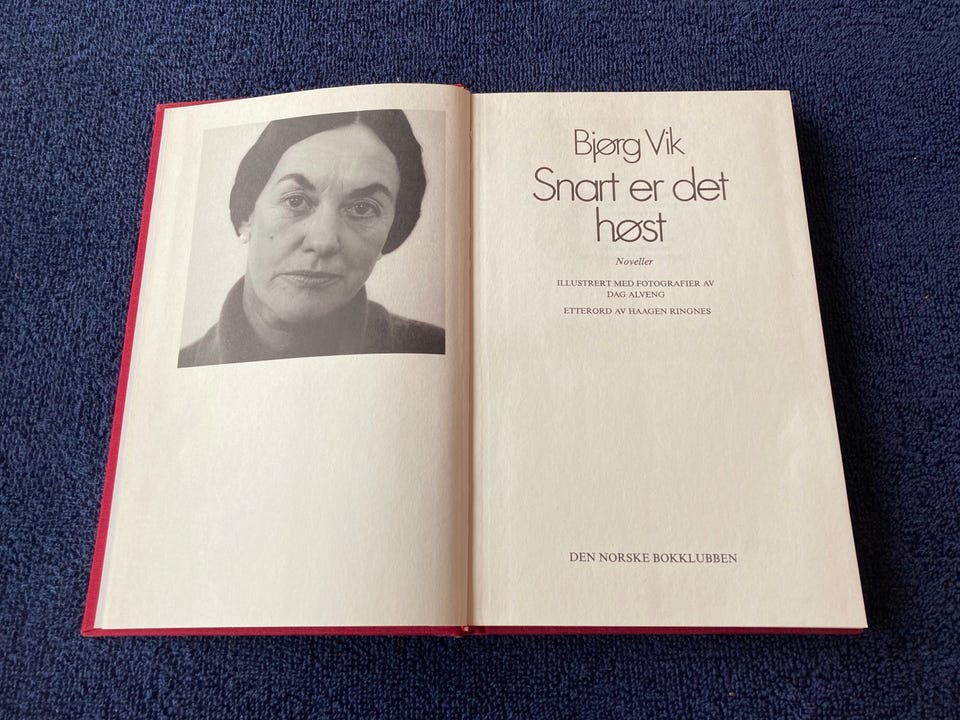 Bjørg Vik
Snart er det
høst
Noveller
ILLUSTRERT MED FOTOGRAFIER AV
DAG ALVENG
ETTERORD AV HAAGEN RINGNES
DEN NORSKE BOKKLUBBEN